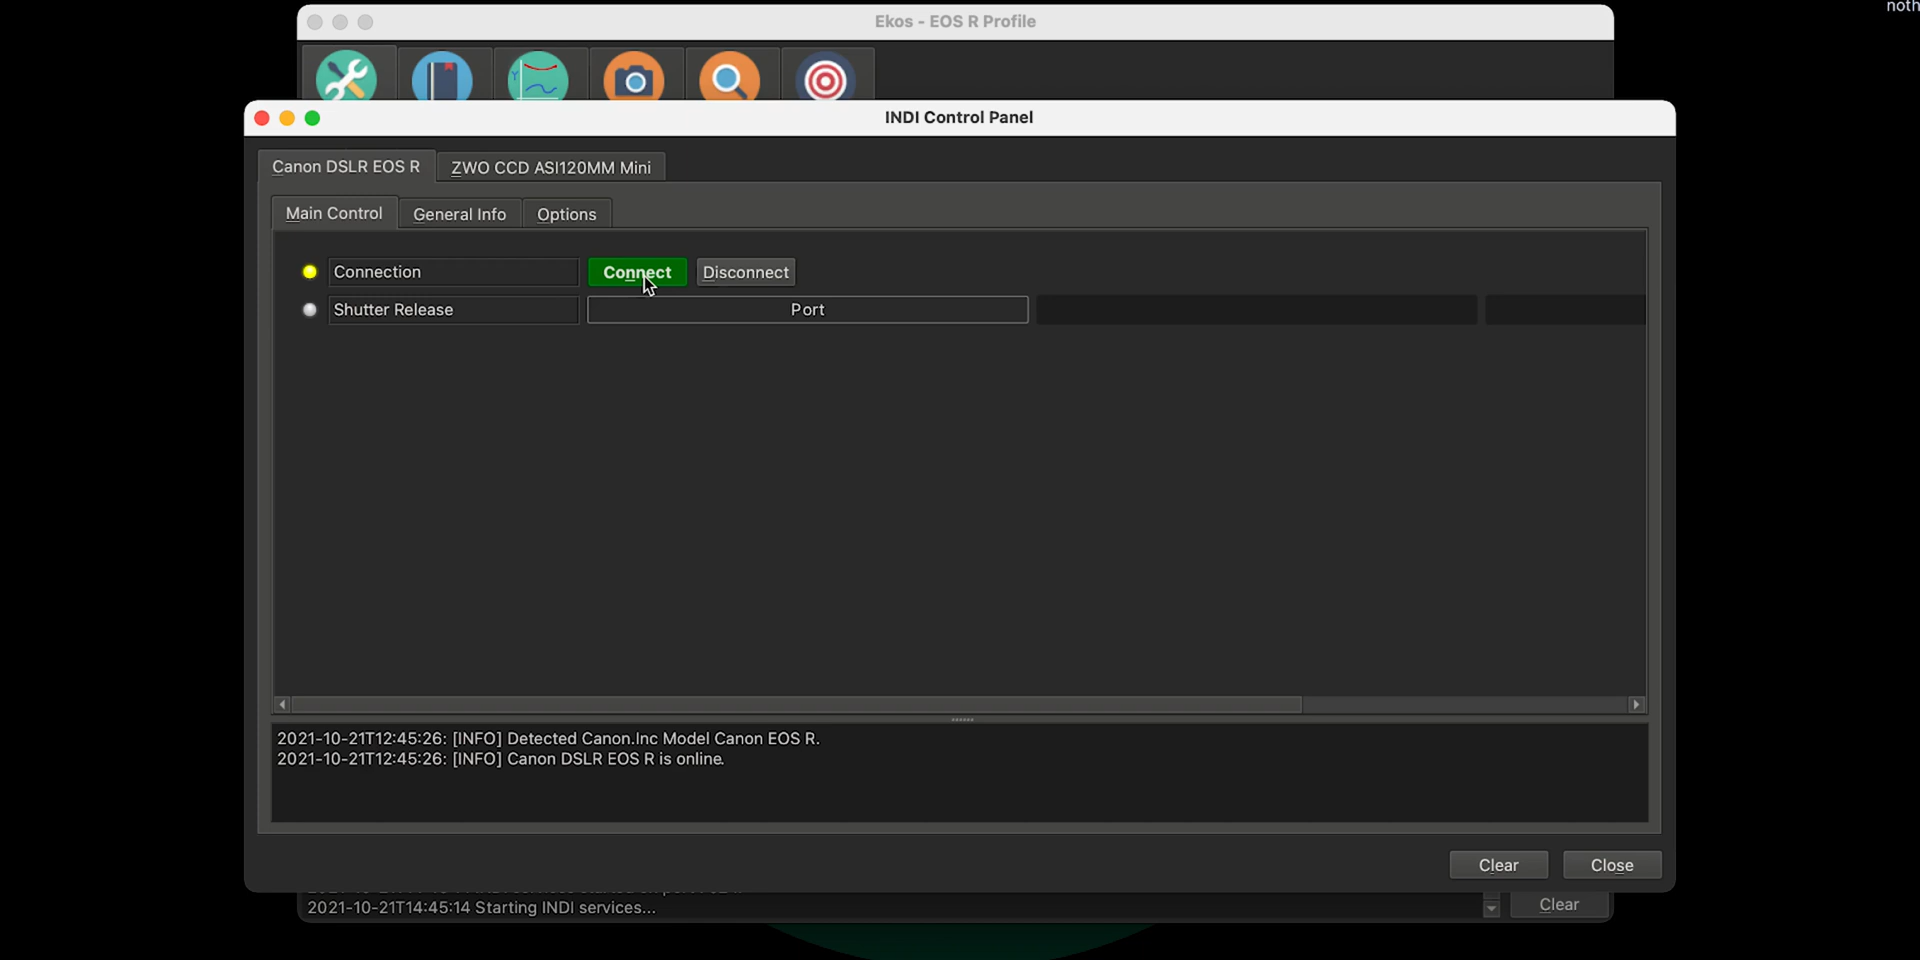 noth
Ekos - EOS R Profile
INDI Control Panel
Canon DSLR EOS R
ZWO CCD ASI120MM Mini
Main Control
General Info
Options
Connection
Connect
Disconnect
Shutter Release
Port
2021-10-21T12:45:26: [INFO] Detected Canon.Inc Model Canon EOS R.
2021-10-21T12:45:26: [INFO] Canon DSLR EOS R is online.
Clear
Close
2021-10-21T14:45:14 Starting INDI services...
Clear